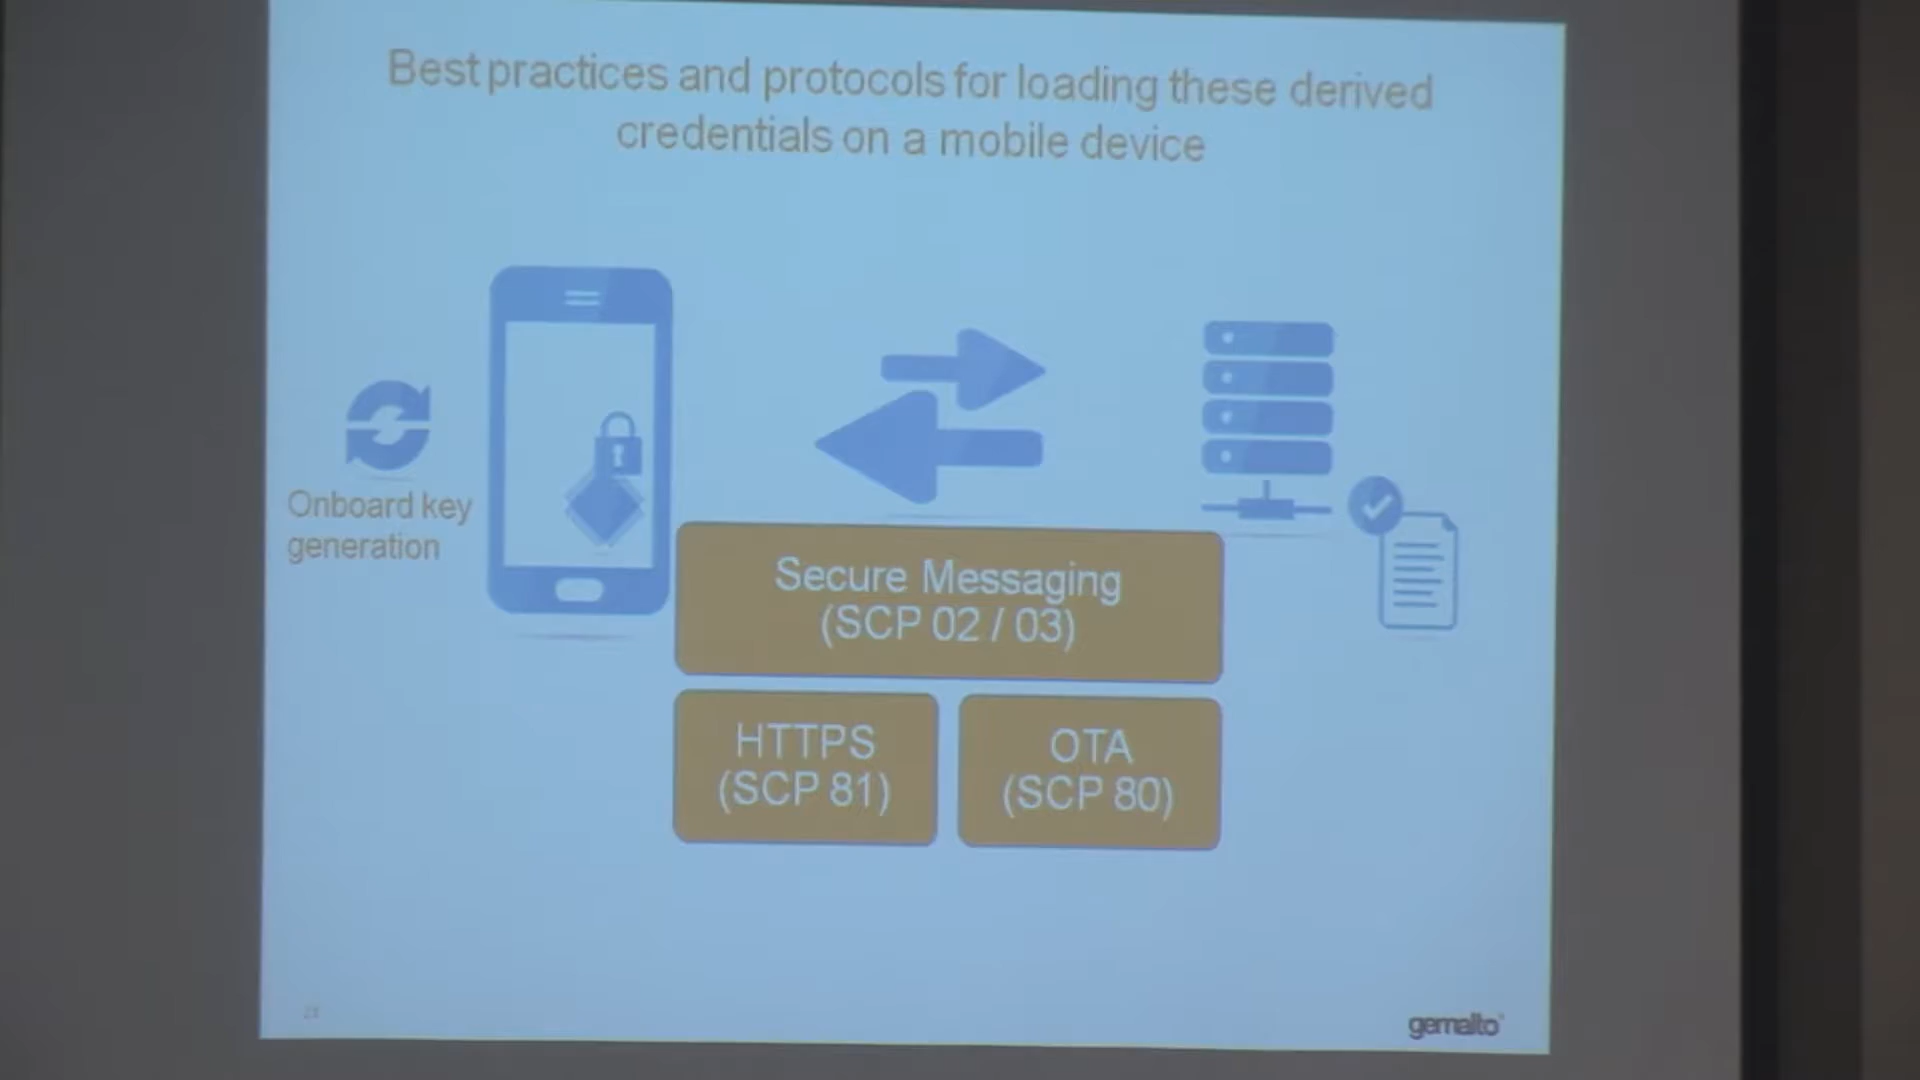 Best practices and protocols for loading these derived
credentials on a mobile device
Onboard key
generation
Secure Messaging
(SCP 02 / 03)
HTTPS
(SCP 81)
OTA
(SCP 80)
gemalto